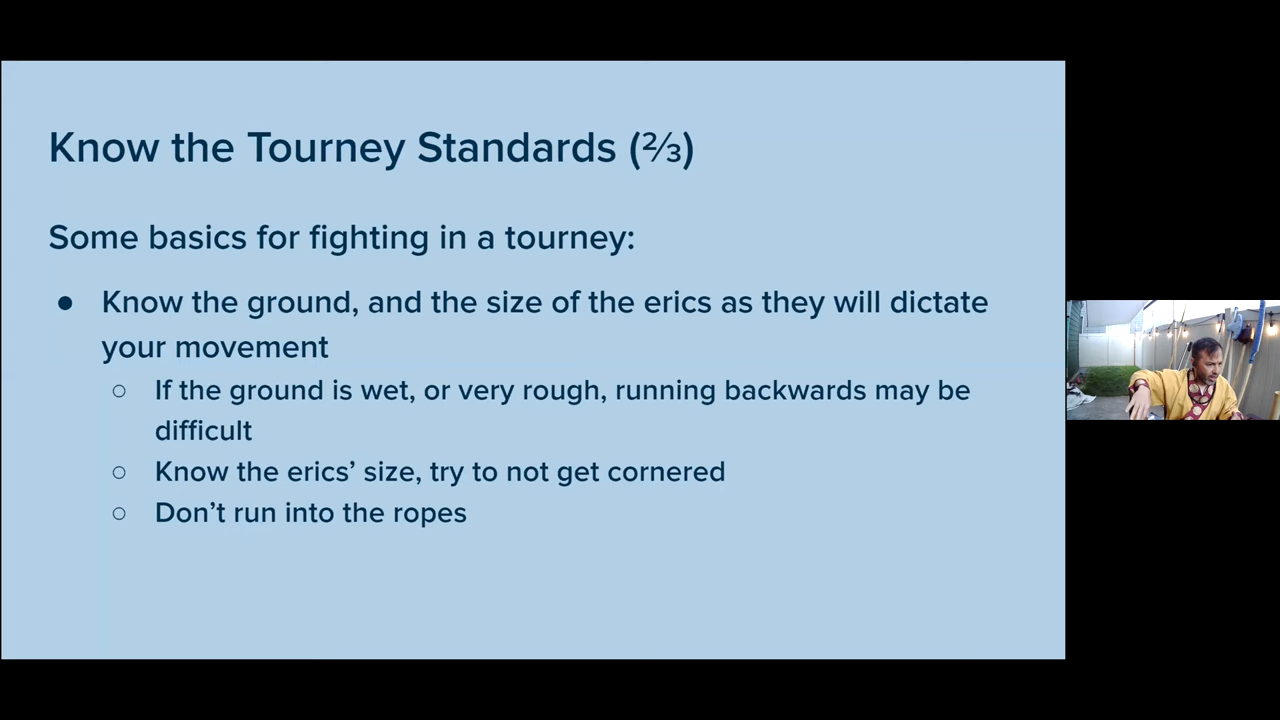 Know the Tourney Standards (⅔)
Some basics for fighting in a tourney:
● Know the ground, and the size of the erics as they will dictate
your movement
○ If the ground is wet, or very rough, running backwards may be
difficult
○ Know the erics’ size, try to not get cornered
○ Don’t run into the ropes